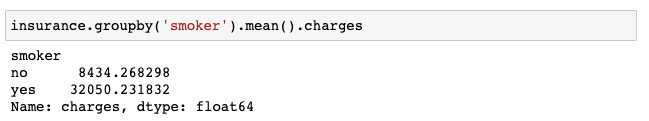 insurance.groupby('smoker').mean().charges
smoker
no      8434.268298
yes    32050.231832
Name: charges, dtype: float64